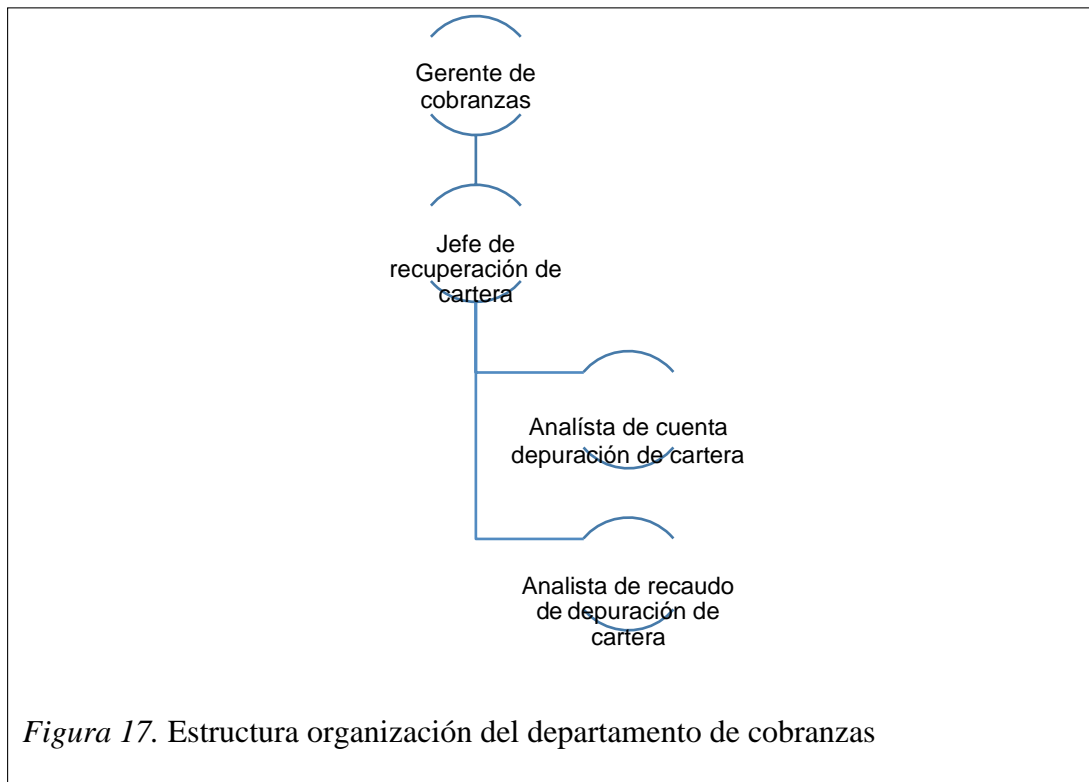 Gerente de
cobranzas
Jefe de
recuperación de
cartera
Analísta de cuenta
depuración de cartera
Analista de recaudo
de depuración de
cartera
Figura 17. Estructura organización del departamento de cobranzas